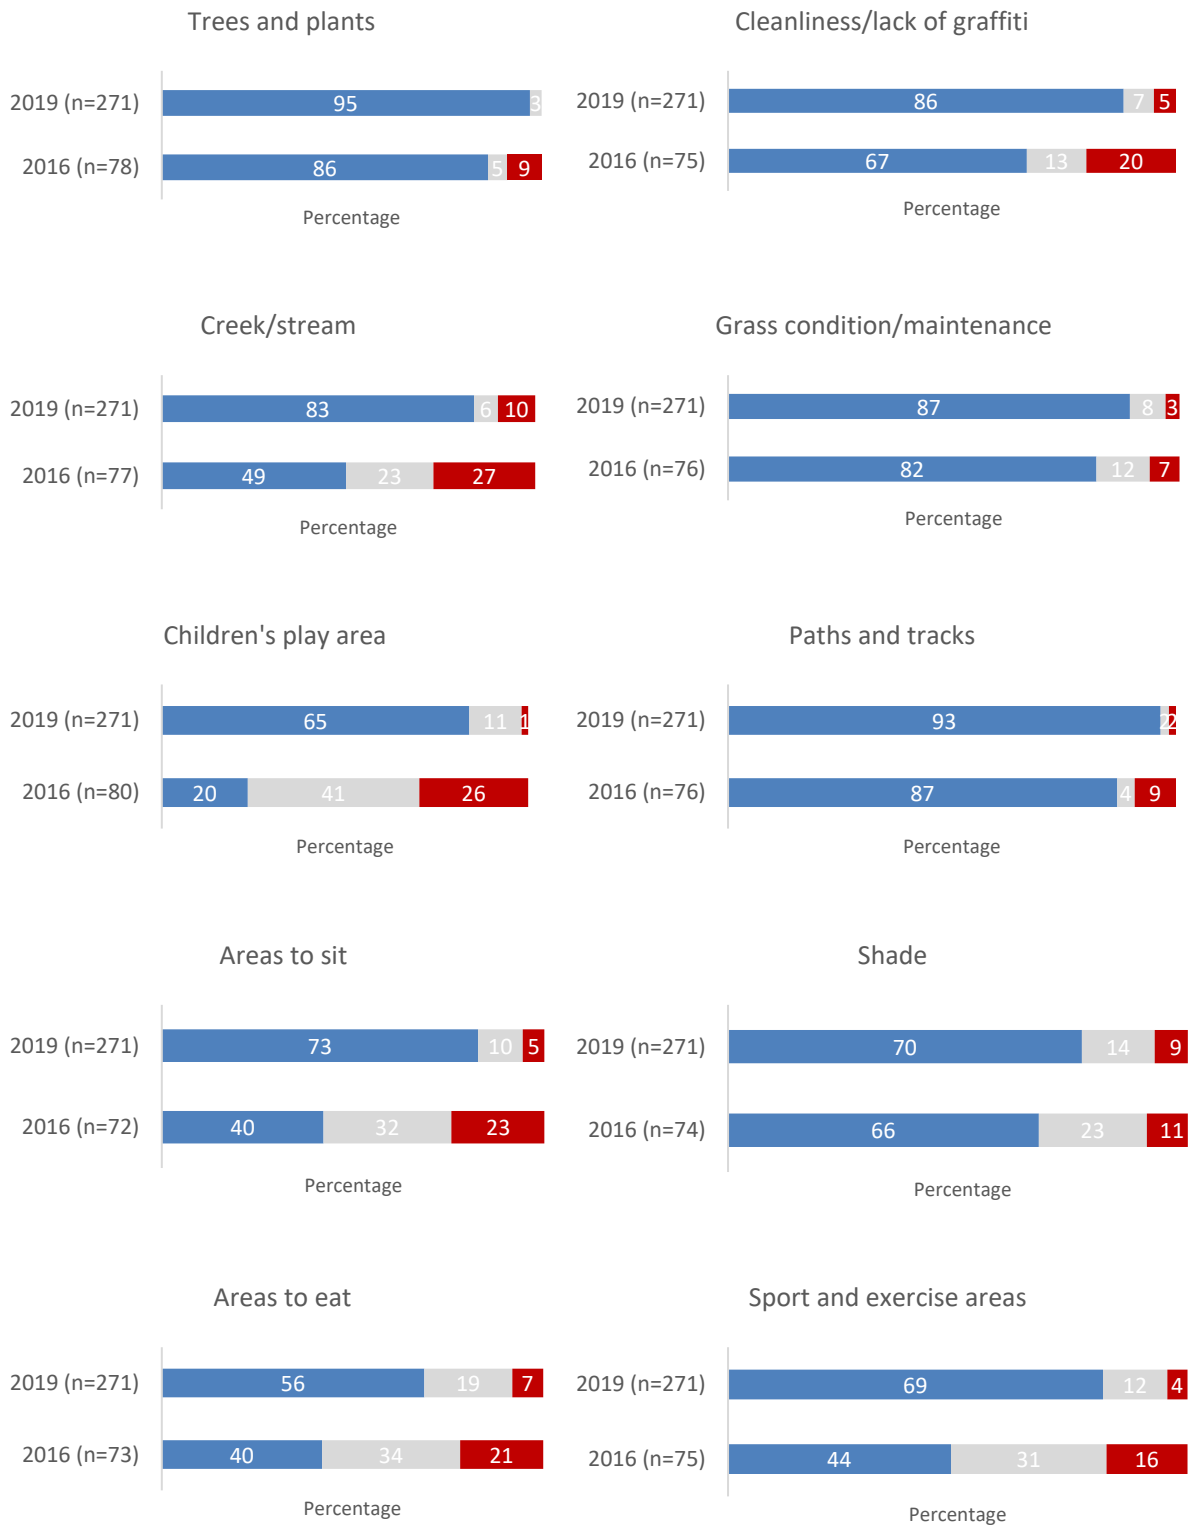 Trees and plants
2019 (n=271) 95 3
2016 (n=78) 86 5 9
Percentage
Cleanliness/lack of graffiti
2019 (n=271) 86 7 5
2016 (n=75) 67 13 20
Percentage
Creek/stream
2019 (n=271) 83 6 10
2016 (n=77) 49 23 27
Percentage
Grass condition/maintenance
2019 (n=271) 87 8 3
2016 (n=76) 82 12 7
Percentage
Children's play area
2019 (n=271) 65 11 1
2016 (n=80) 20 41 26
Percentage
Paths and tracks
2019 (n=271) 93 2 2
2016 (n=76) 87 4 9
Percentage
Areas to sit
2019 (n=271) 73 10 5
2016 (n=72) 40 32 23
Percentage
Shade
2019 (n=271) 70 14 9
2016 (n=74) 66 23 11
Percentage
Areas to eat
2019 (n=271) 56 19 7
2016 (n=73) 40 34 21
Percentage
Sport and exercise areas
2019 (n=271) 69 12 4
2016 (n=75) 44 31 16
Percentage